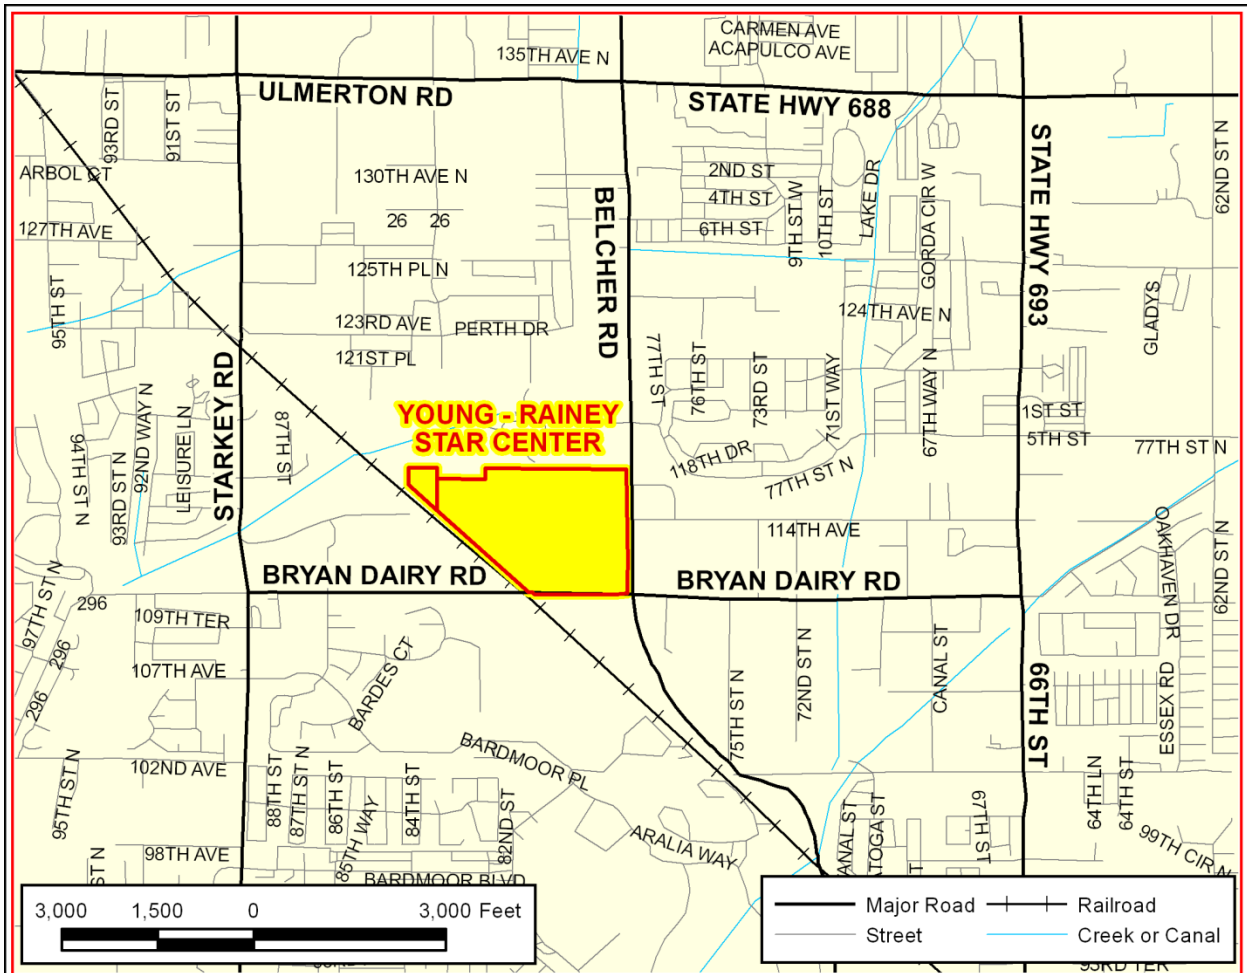 CARMEN AVE
ACAPULCO AVE
135TH AVE N
ULMERTON RD
STATE HWY 688
93RD ST
91ST ST
ARBOL CT
130TH AVE N
2ND ST
4TH ST
6TH ST
9TH ST W
10TH ST
LAKE DR
GORDA CIR W
STATE HWY 693
62ND ST N
26
26
127TH AVE
BELCHER RD
125TH PL N
95TH ST
123RD AVE
PERTH DR
124TH AVE N
GLADYS
121ST PL
77TH ST
76TH ST
73RD ST
71ST WAY
67TH WAY N
1ST ST
5TH ST
77TH ST N
STARKEY RD
YOUNG - RAINEY
STAR CENTER
94TH ST N
93RD ST N
92ND WAY N
LEISURE LN
87TH ST
118TH DR
77TH ST N
114TH AVE
OAKHAVEN DR
62ND ST N
BRYAN DAIRY RD
BRYAN DAIRY RD
97TH ST N
296
296
296
109TH TER
107TH AVE
BARDES CT
75TH ST N
72ND ST N
CANAL ST
66TH ST
ESSEX RD
102ND AVE
95TH ST N
BARDMOOR PL
88TH ST
87TH ST N
86TH ST
85TH WAY
84TH ST
82ND ST
ARALIA WAY
67TH ST
64TH LN
64TH ST
99TH CIR N
98TH AVE
ST N
BARDMOOR BLVD
ANAL ST
ATOGA ST
T
3,000 1,500 0 3,000 Feet
Major Road
Railroad
Street
Creek or Canal
93RD TER